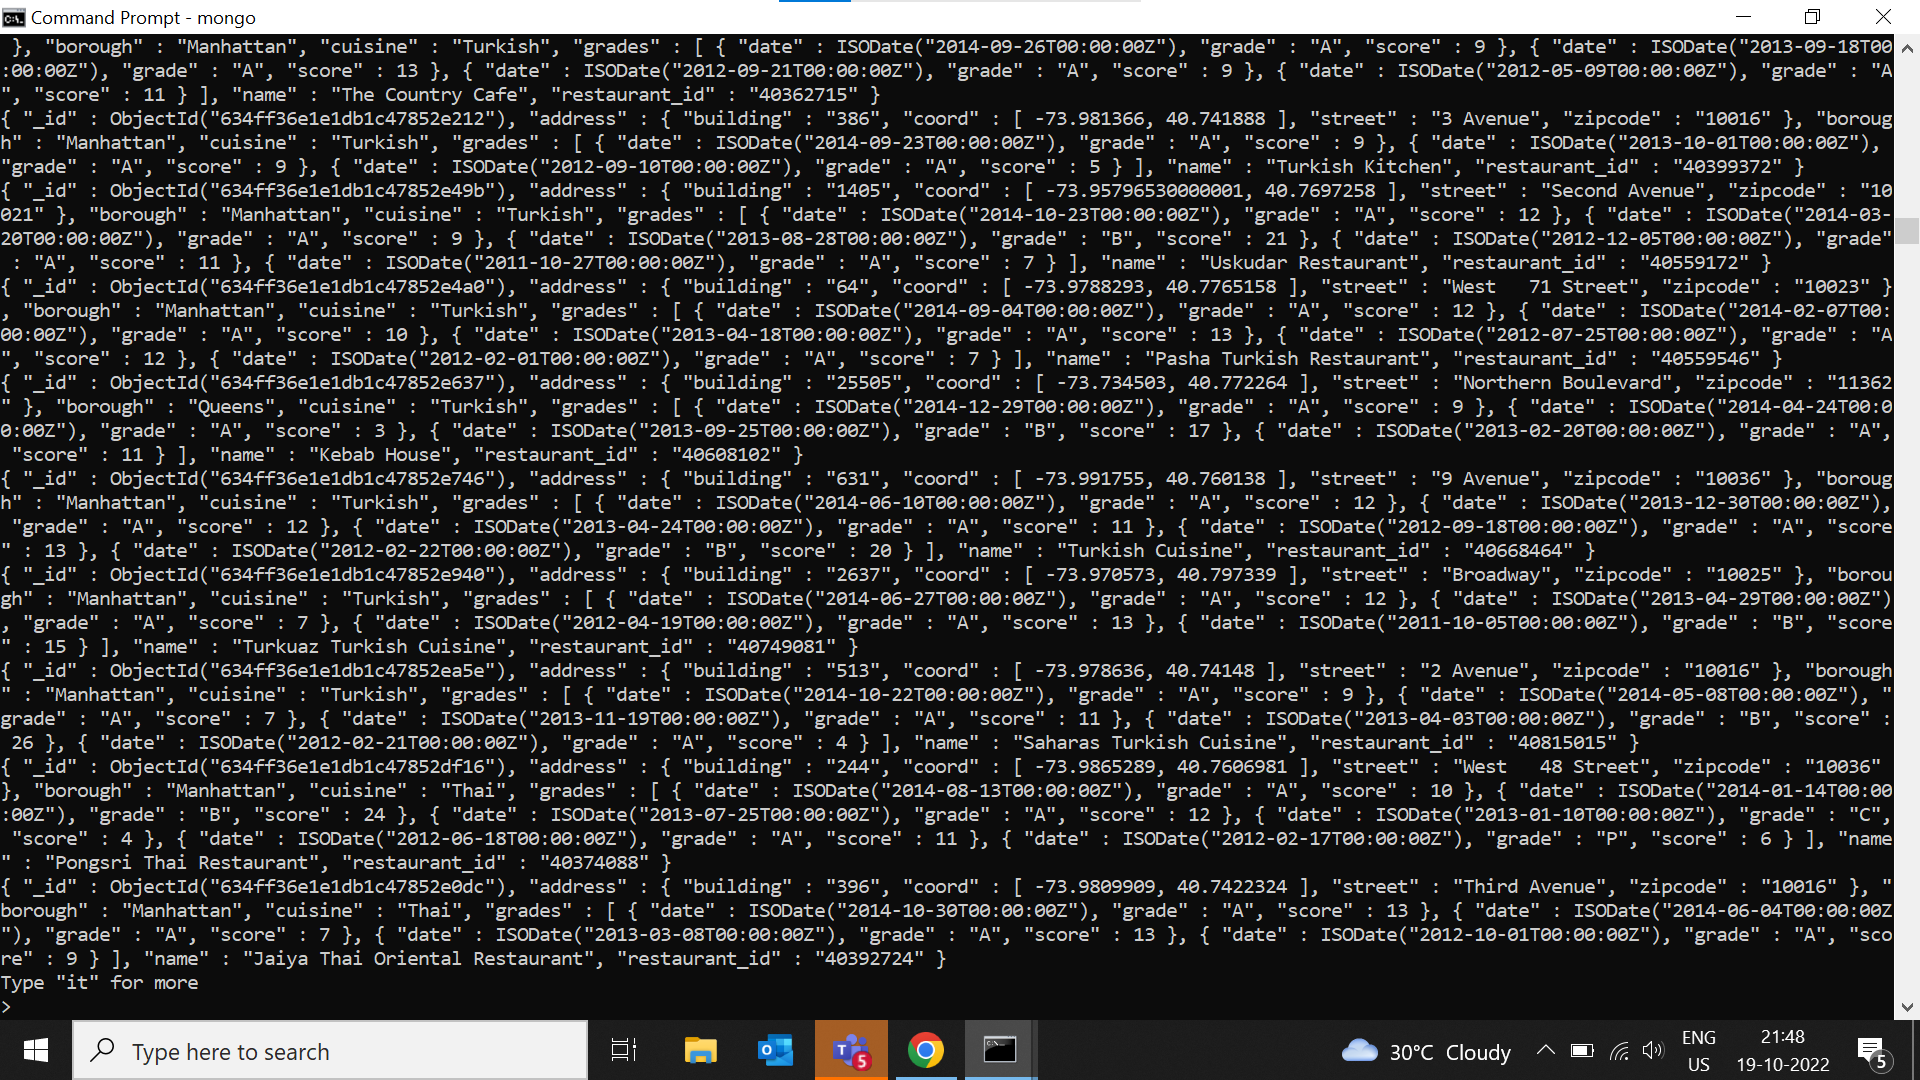 Command Prompt - mongo
 }, "borough" : "Manhattan", "cuisine" : "Turkish", "grades" : [ { "date" : ISODate("2014-09-26T00:00:00Z"), "grade" : "A", "score" : 9 }, { "date" : ISODate("2013-09-18T00
:00:00Z"), "grade" : "A", "score" : 13 }, { "date" : ISODate("2012-09-21T00:00:00Z"), "grade" : "A", "score" : 9 }, { "date" : ISODate("2012-05-09T00:00:00Z"), "grade" : "A
", "score" : 11 } ], "name" : "The Country Cafe", "restaurant_id" : "40362715" }
{ "_id" : ObjectId("634ff36e1e1db1c47852e212"), "address" : { "building" : "386", "coord" : [ -73.981366, 40.741888 ], "street" : "3 Avenue", "zipcode" : "10016" }, "boroug
h" : "Manhattan", "cuisine" : "Turkish", "grades" : [ { "date" : ISODate("2014-09-23T00:00:00Z"), "grade" : "A", "score" : 9 }, { "date" : ISODate("2013-10-01T00:00:00Z"),
"grade" : "A", "score" : 9 }, { "date" : ISODate("2012-09-10T00:00:00Z"), "grade" : "A", "score" : 5 } ], "name" : "Turkish Kitchen", "restaurant_id" : "40399372" }
{ "_id" : ObjectId("634ff36e1e1db1c47852e49b"), "address" : { "building" : "1405", "coord" : [ -73.95796530000001, 40.7697258 ], "street" : "Second Avenue", "zipcode" : "10
021" }, "borough" : "Manhattan", "cuisine" : "Turkish", "grades" : [ { "date" : ISODate("2014-10-23T00:00:00Z"), "grade" : "A", "score" : 12 }, { "date" : ISODate("2014-03-
20T00:00:00Z"), "grade" : "A", "score" : 9 }, { "date" : ISODate("2013-08-28T00:00:00Z"), "grade" : "B", "score" : 21 }, { "date" : ISODate("2012-12-05T00:00:00Z"), "grade"
 : "A", "score" : 11 }, { "date" : ISODate("2011-10-27T00:00:00Z"), "grade" : "A", "score" : 7 } ], "name" : "Uskudar Restaurant", "restaurant_id" : "40559172" }
{ "_id" : ObjectId("634ff36e1e1db1c47852e4a0"), "address" : { "building" : "64", "coord" : [ -73.9788293, 40.7765158 ], "street" : "West   71 Street", "zipcode" : "10023" }
, "borough" : "Manhattan", "cuisine" : "Turkish", "grades" : [ { "date" : ISODate("2014-09-04T00:00:00Z"), "grade" : "A", "score" : 12 }, { "date" : ISODate("2014-02-07T00:
00:00Z"), "grade" : "A", "score" : 10 }, { "date" : ISODate("2013-04-18T00:00:00Z"), "grade" : "A", "score" : 13 }, { "date" : ISODate("2012-07-25T00:00:00Z"), "grade" : "A
", "score" : 12 }, { "date" : ISODate("2012-02-01T00:00:00Z"), "grade" : "A", "score" : 7 } ], "name" : "Pasha Turkish Restaurant", "restaurant_id" : "40559546" }
{ "_id" : ObjectId("634ff36e1e1db1c47852e637"), "address" : { "building" : "25505", "coord" : [ -73.734503, 40.772264 ], "street" : "Northern Boulevard", "zipcode" : "11362
" }, "borough" : "Queens", "cuisine" : "Turkish", "grades" : [ { "date" : ISODate("2014-12-29T00:00:00Z"), "grade" : "A", "score" : 9 }, { "date" : ISODate("2014-04-24T00:0
0:00Z"), "grade" : "A", "score" : 3 }, { "date" : ISODate("2013-09-25T00:00:00Z"), "grade" : "B", "score" : 17 }, { "date" : ISODate("2013-02-20T00:00:00Z"), "grade" : "A",
 "score" : 11 } ], "name" : "Kebab House", "restaurant_id" : "40608102" }
{ "_id" : ObjectId("634ff36e1e1db1c47852e746"), "address" : { "building" : "631", "coord" : [ -73.991755, 40.760138 ], "street" : "9 Avenue", "zipcode" : "10036" }, "boroug
h" : "Manhattan", "cuisine" : "Turkish", "grades" : [ { "date" : ISODate("2014-06-10T00:00:00Z"), "grade" : "A", "score" : 12 }, { "date" : ISODate("2013-12-30T00:00:00Z"),
 "grade" : "A", "score" : 12 }, { "date" : ISODate("2013-04-24T00:00:00Z"), "grade" : "A", "score" : 11 }, { "date" : ISODate("2012-09-18T00:00:00Z"), "grade" : "A", "score
" : 13 }, { "date" : ISODate("2012-02-22T00:00:00Z"), "grade" : "B", "score" : 20 } ], "name" : "Turkish Cuisine", "restaurant_id" : "40668464" }
{ "_id" : ObjectId("634ff36e1e1db1c47852e940"), "address" : { "building" : "2637", "coord" : [ -73.970573, 40.797339 ], "street" : "Broadway", "zipcode" : "10025" }, "borou
gh" : "Manhattan", "cuisine" : "Turkish", "grades" : [ { "date" : ISODate("2014-06-27T00:00:00Z"), "grade" : "A", "score" : 12 }, { "date" : ISODate("2013-04-29T00:00:00Z")
, "grade" : "A", "score" : 7 }, { "date" : ISODate("2012-04-19T00:00:00Z"), "grade" : "A", "score" : 13 }, { "date" : ISODate("2011-10-05T00:00:00Z"), "grade" : "B", "score
" : 15 } ], "name" : "Turkuaz Turkish Cuisine", "restaurant_id" : "40749081" }
{ "_id" : ObjectId("634ff36e1e1db1c47852ea5e"), "address" : { "building" : "513", "coord" : [ -73.978636, 40.74148 ], "street" : "2 Avenue", "zipcode" : "10016" }, "borough
" : "Manhattan", "cuisine" : "Turkish", "grades" : [ { "date" : ISODate("2014-10-22T00:00:00Z"), "grade" : "A", "score" : 9 }, { "date" : ISODate("2014-05-08T00:00:00Z"), "
grade" : "A", "score" : 7 }, { "date" : ISODate("2013-11-19T00:00:00Z"), "grade" : "A", "score" : 11 }, { "date" : ISODate("2013-04-03T00:00:00Z"), "grade" : "B", "score" :
 26 }, { "date" : ISODate("2012-02-21T00:00:00Z"), "grade" : "A", "score" : 4 } ], "name" : "Saharas Turkish Cuisine", "restaurant_id" : "40815015" }
{ "_id" : ObjectId("634ff36e1e1db1c47852df16"), "address" : { "building" : "244", "coord" : [ -73.9865289, 40.7606981 ], "street" : "West   48 Street", "zipcode" : "10036"
}, "borough" : "Manhattan", "cuisine" : "Thai", "grades" : [ { "date" : ISODate("2014-08-13T00:00:00Z"), "grade" : "A", "score" : 10 }, { "date" : ISODate("2014-01-14T00:00
:00Z"), "grade" : "B", "score" : 24 }, { "date" : ISODate("2013-07-25T00:00:00Z"), "grade" : "A", "score" : 12 }, { "date" : ISODate("2013-01-10T00:00:00Z"), "grade" : "C",
 "score" : 4 }, { "date" : ISODate("2012-06-18T00:00:00Z"), "grade" : "A", "score" : 11 }, { "date" : ISODate("2012-02-17T00:00:00Z"), "grade" : "P", "score" : 6 } ], "name
" : "Pongsri Thai Restaurant", "restaurant_id" : "40374088" }
{ "_id" : ObjectId("634ff36e1e1db1c47852e0dc"), "address" : { "building" : "396", "coord" : [ -73.9809909, 40.7422324 ], "street" : "Third Avenue", "zipcode" : "10016" }, "
borough" : "Manhattan", "cuisine" : "Thai", "grades" : [ { "date" : ISODate("2014-10-30T00:00:00Z"), "grade" : "A", "score" : 13 }, { "date" : ISODate("2014-06-04T00:00:00Z
"), "grade" : "A", "score" : 7 }, { "date" : ISODate("2013-03-08T00:00:00Z"), "grade" : "A", "score" : 13 }, { "date" : ISODate("2012-10-01T00:00:00Z"), "grade" : "A", "sco
re" : 9 } ], "name" : "Jaiya Thai Oriental Restaurant", "restaurant_id" : "40392724" }
Type "it" for more
>
Type here to search
5
30°C Cloudy
ENG
US
21:48
19-10-2022
5